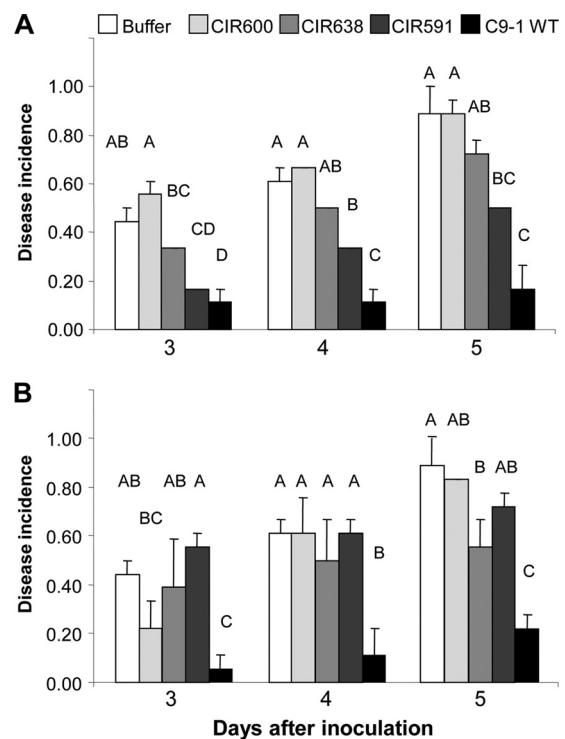 A
Buffer CIR600 CIR638 CIR591 C9-1 WT
Disease incidence
1.00
0.80
0.60
0.40
0.20
0.00
AB A BC CD D
A A AB B C
A A AB BC C
3 4 5
B
Disease incidence
1.00
0.80
0.60
0.40
0.20
0.00
AB BC AB A C
A A A A B
A AB B AB C
3 4 5
Days after inoculation